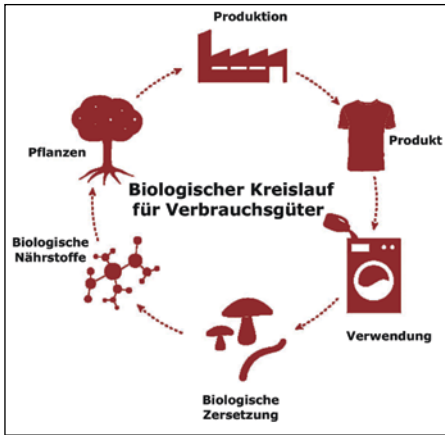 Produktion
Produkt
Pflanzen
Biologischer Kreislauf
für Verbrauchsgüter
Biologische
Nährstoffe
Verwendung
Biologische
Zersetzung